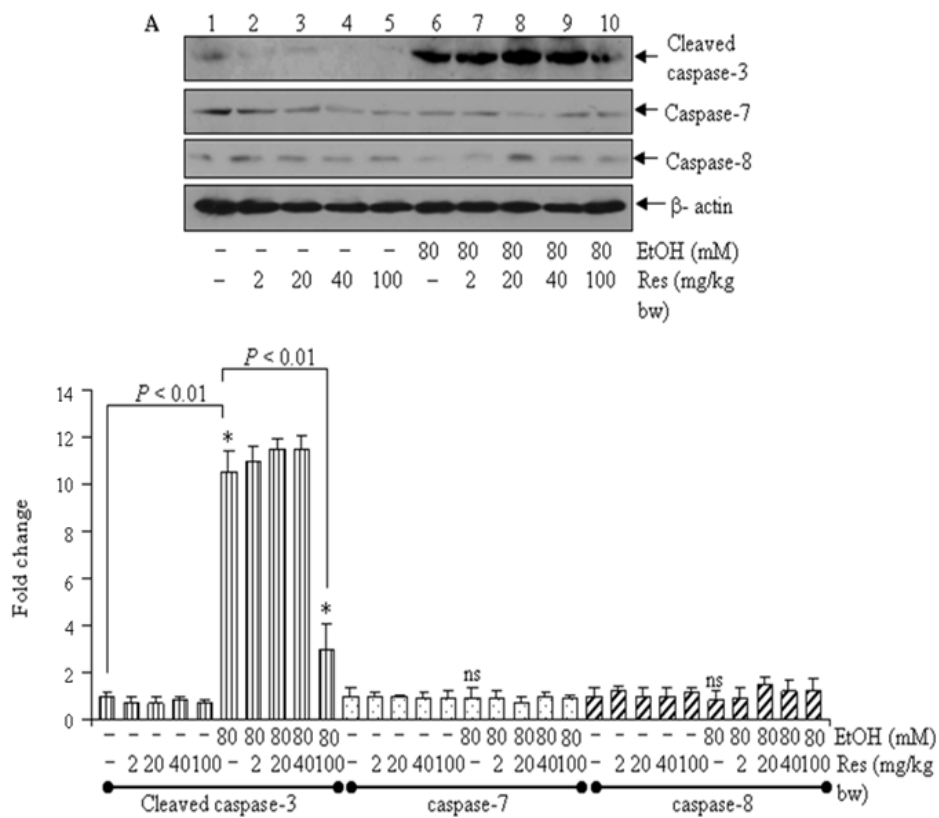 A 1 2 3 4 5 6 7 8 9 10
Cleaved
caspase-3
Caspase-7
Caspase-8
β- actin
– – – – – 80 80 80 80 80 EtOH (mM)
– 2 20 40 100 – 2 20 40 100 Res (mg/kg
bw)
P < 0.01
P < 0.01
14
12
10
8
6
4
2
0
Fold change
* * ns ns
– – – – – 80 80 80 80 80 – – – – – 80 80 80 80 80 – – – – – 80 80 80 80 80 EtOH (mM)
– 2 20 40 100 – 2 20 40 100 – 2 20 40 100 – 2 20 40 100 – 2 20 40 100 – 2 20 40 100 Res (mg/kg
bw)
Cleaved caspase-3 caspase-7 caspase-8